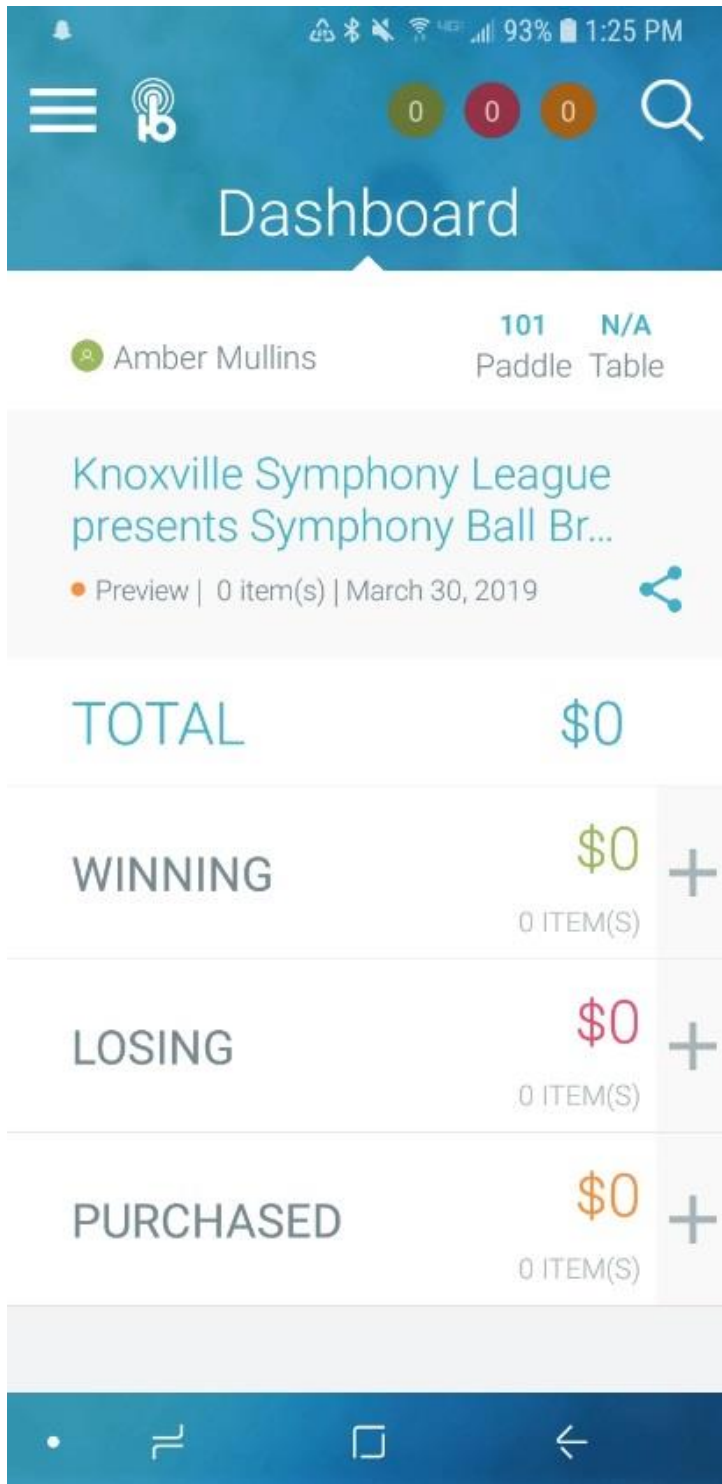 93% 1:25 PM
0 0 0
Dashboard
Amber Mullins
101 N/A
Paddle Table
Knoxville Symphony League
presents Symphony Ball Br...
Preview | 0 item(s) | March 30, 2019
TOTAL $0
WINNING $0
0 ITEM(S)
LOSING $0
0 ITEM(S)
PURCHASED $0
0 ITEM(S)